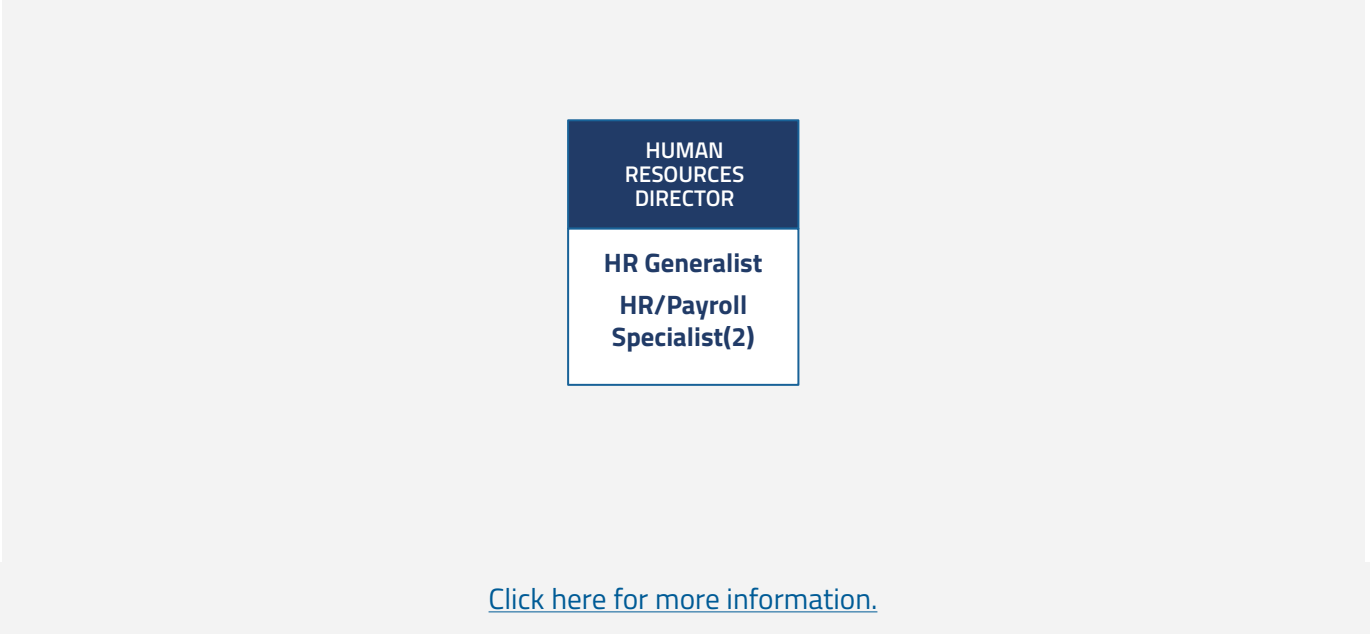 HUMAN
RESOURCES
DIRECTOR
HR Generalist
HR/Payroll
Specialist(2)
Click here for more information.